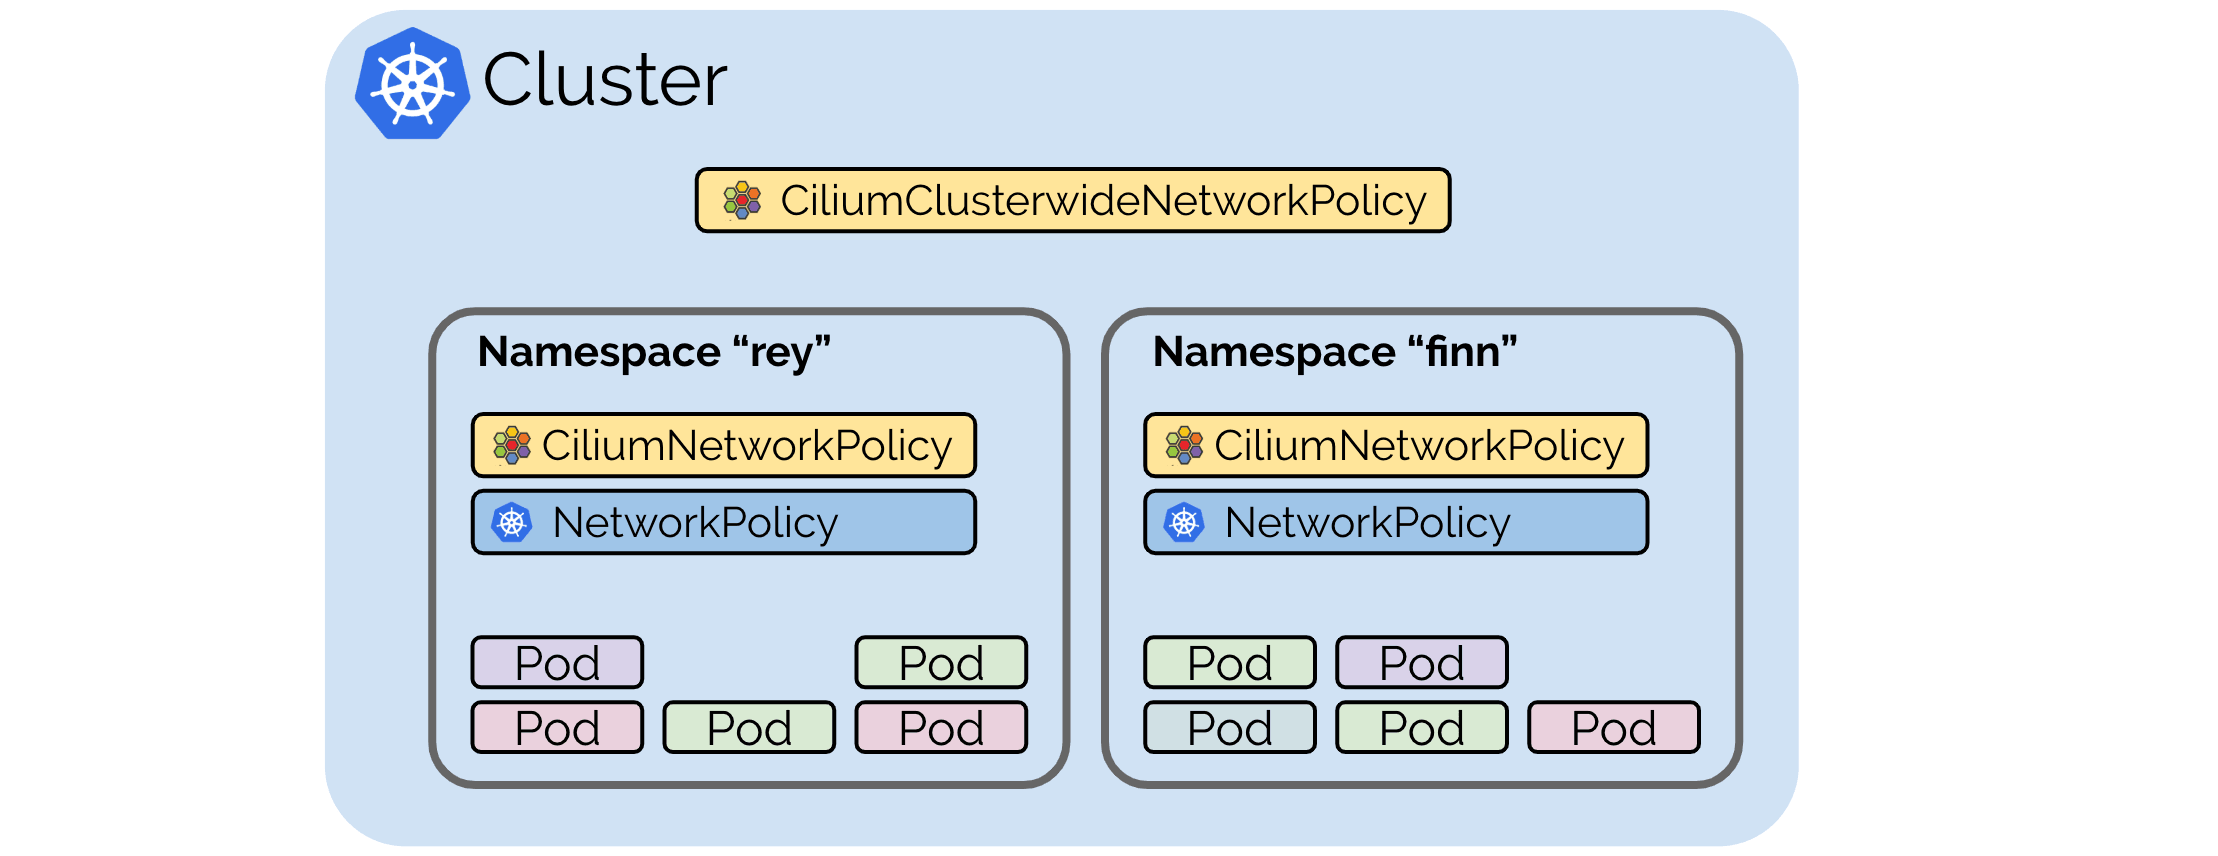 Cluster
CiliumClusterwideNetworkPolicy
Namespace “rey”
CiliumNetworkPolicy
NetworkPolicy
Pod Pod
Pod Pod Pod
Namespace “finn”
CiliumNetworkPolicy
NetworkPolicy
Pod Pod
Pod Pod Pod